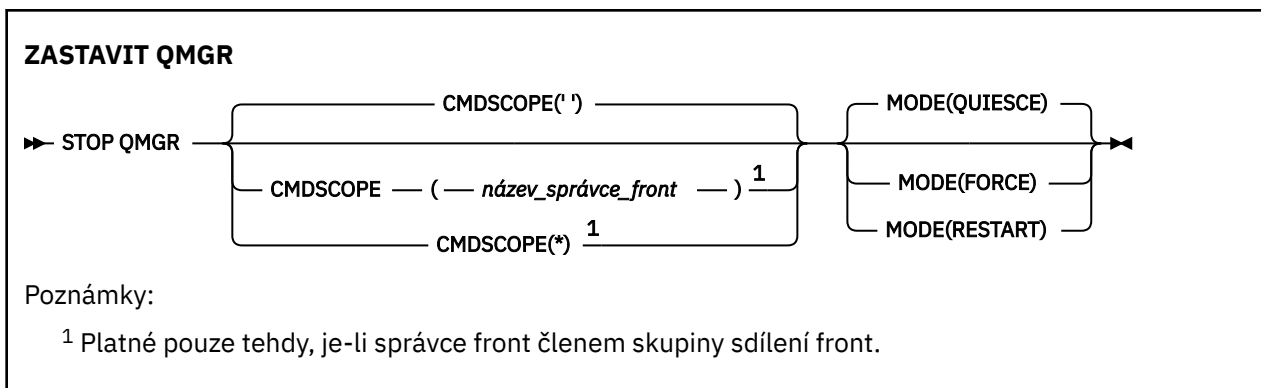 ZASTAVIT QMGR
CMDSCOPE(' ')
MODE(QUIESCE)
STOP QMGR
CMDSCOPE ( název_správce_front ) 1
MODE(FORCE)
CMDSCOPE(*) 1
MODE(RESTART)
Poznámky:
1 Platné pouze tehdy, je-li správce front členem skupiny sdílení front.